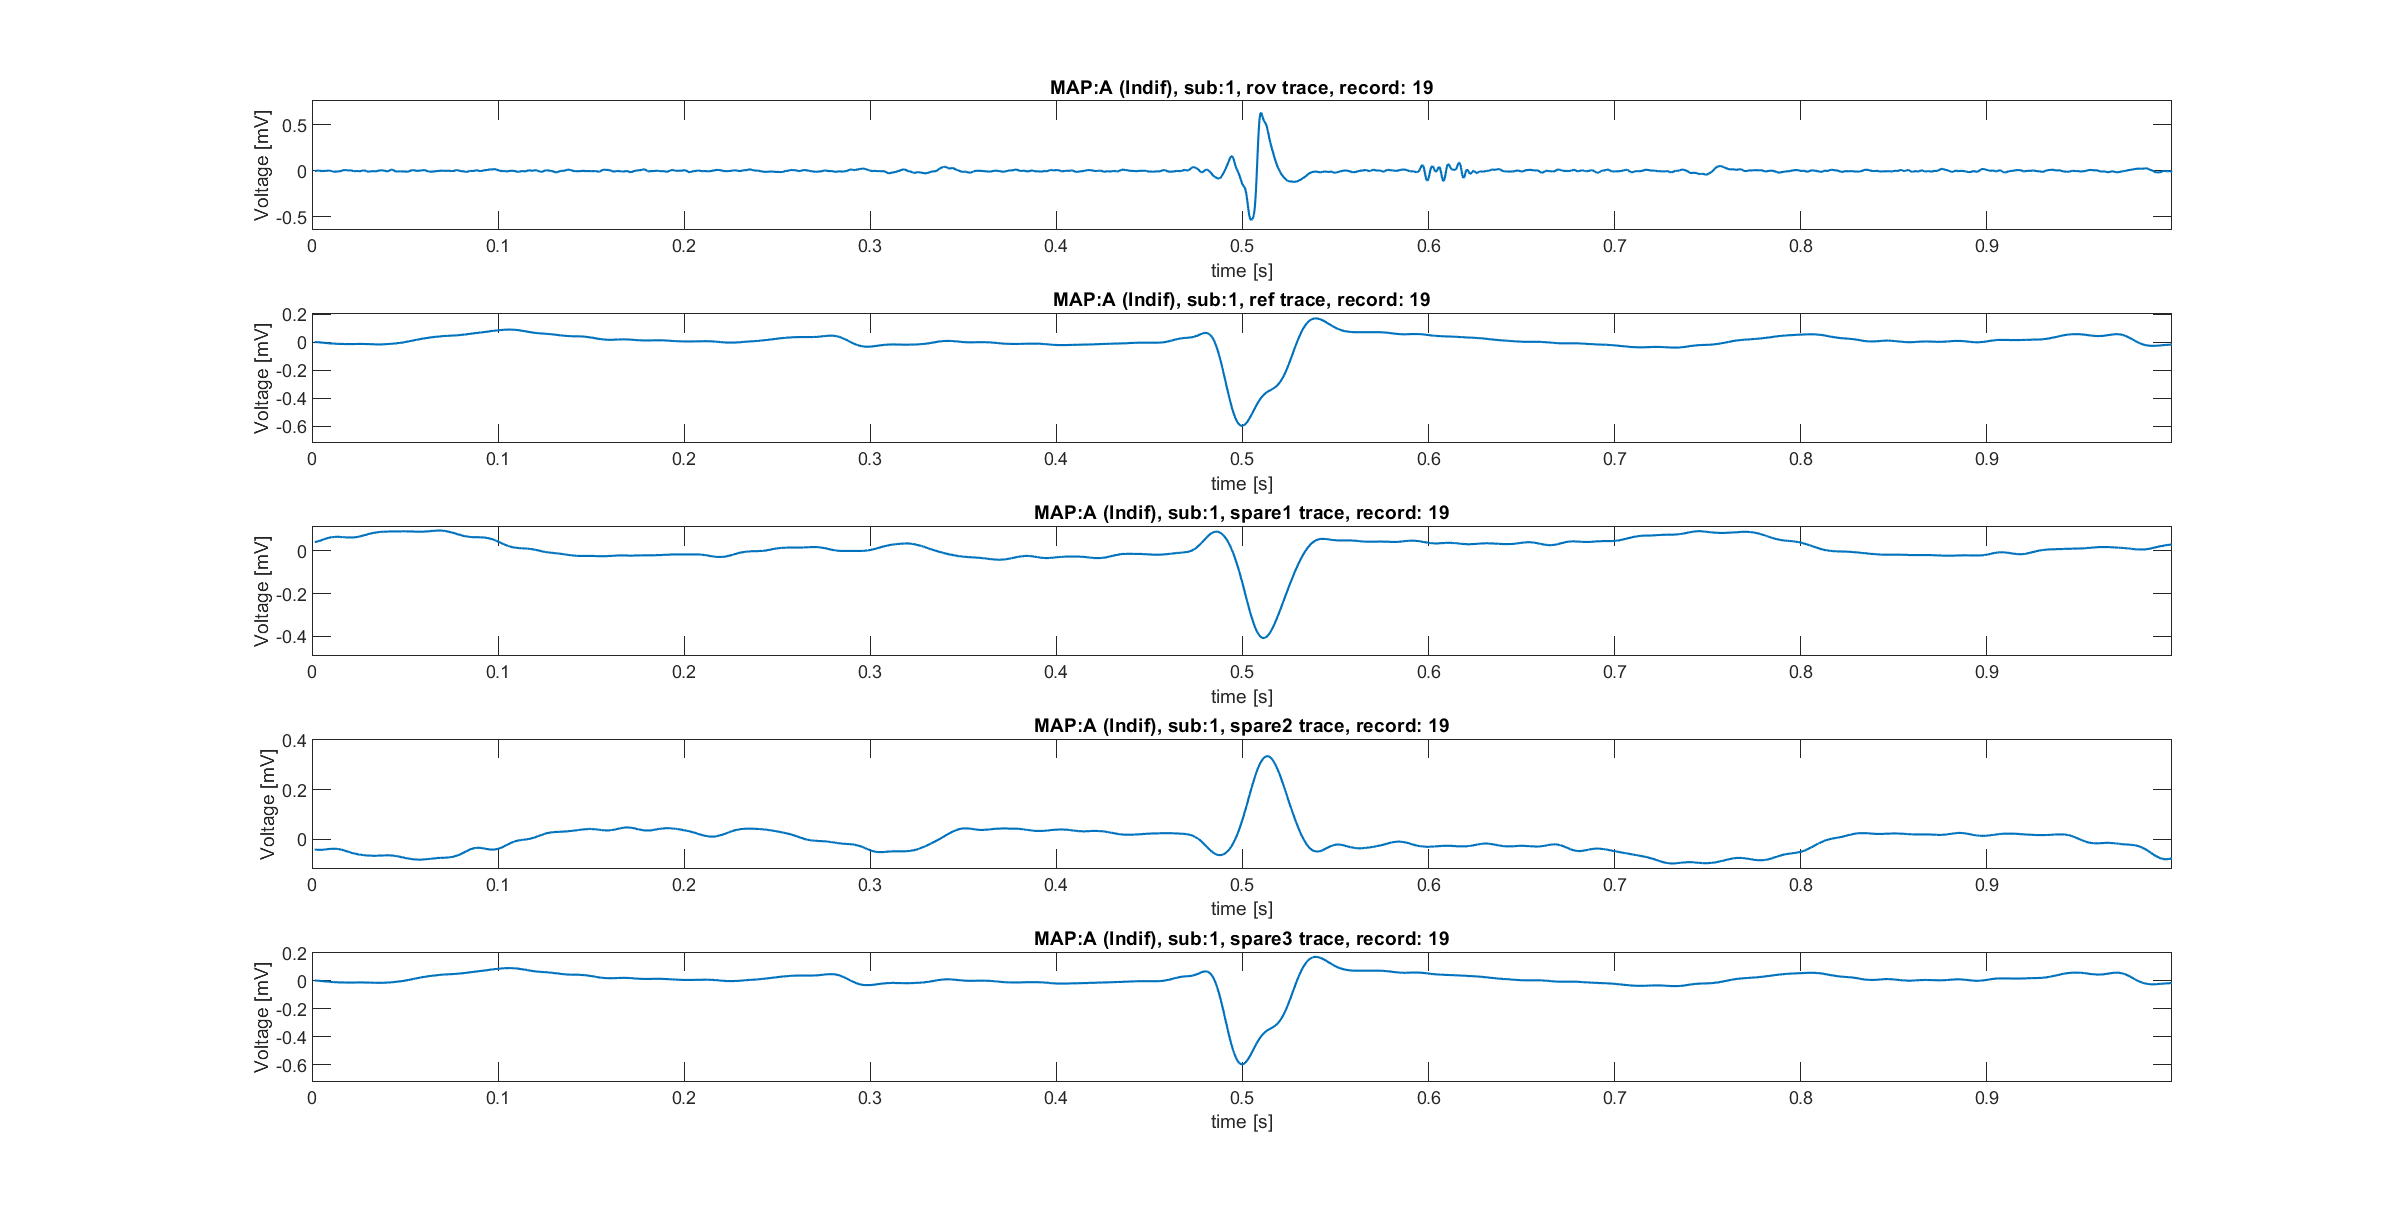 MAP:A (Indif), sub:1, rov trace, record: 19
Voltage [mV]
0.5
0
-0.5
0 0.1 0.2 0.3 0.4 0.5 0.6 0.7 0.8 0.9
time [s]
MAP:A (Indif), sub:1, ref trace, record: 19
Voltage [mV]
0.2
0
-0.2
-0.4
-0.6
0 0.1 0.2 0.3 0.4 0.5 0.6 0.7 0.8 0.9
time [s]
MAP:A (Indif), sub:1, spare1 trace, record: 19
Voltage [mV]
0
-0.2
-0.4
0 0.1 0.2 0.3 0.4 0.5 0.6 0.7 0.8 0.9
time [s]
MAP:A (Indif), sub:1, spare2 trace, record: 19
Voltage [mV]
0.4
0.2
0
0 0.1 0.2 0.3 0.4 0.5 0.6 0.7 0.8 0.9
time [s]
MAP:A (Indif), sub:1, spare3 trace, record: 19
Voltage [mV]
0.2
0
-0.2
-0.4
-0.6
0 0.1 0.2 0.3 0.4 0.5 0.6 0.7 0.8 0.9
time [s]